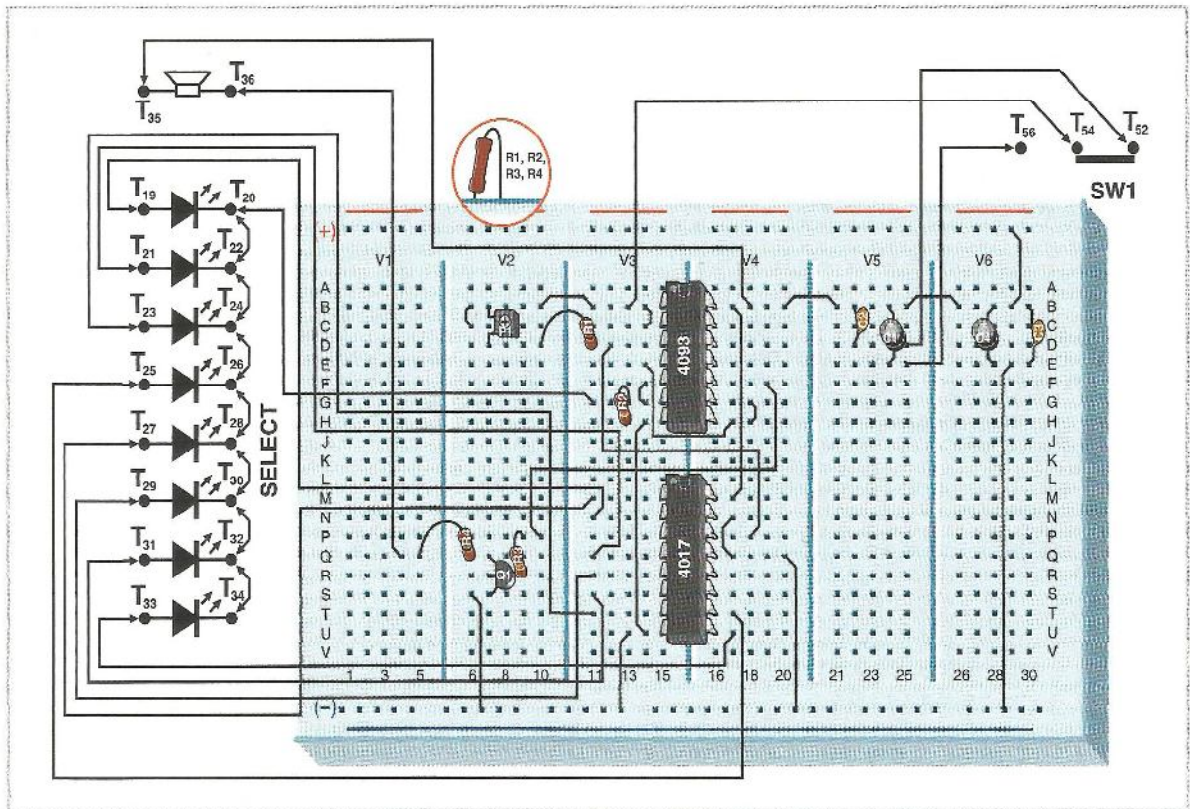 T36
T35
T56
T54
T52
R1, R2,
R3, R4
SW1
T19
T20
(+)
T22
V1
V2
V3
V4
V5
V6
T21
T24
T23
T26
T25
T28
T27
T30
T29
T32
T31
T34
T33
SELECT
A
B
C
D
E
F
G
H
J
K
L
M
N
P
Q
R
S
T
U
V
A
B
C
D
E
F
G
H
J
K
L
M
N
P
Q
R
S
T
U
V
R1
R2
4093
4017
1 3 5 6 8 10 11 13 15 16 18 20 21 23 25 26 28 30
(−)